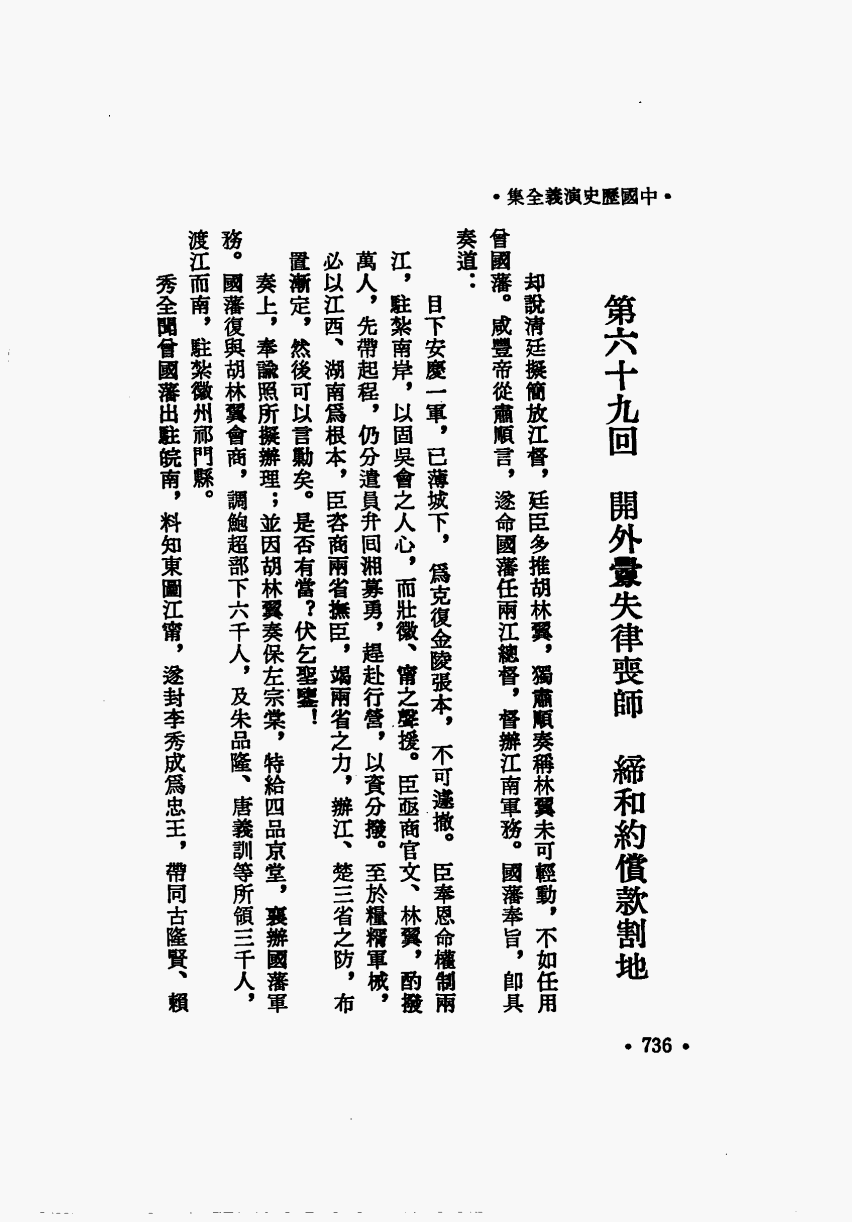 •中國歷史演義全集•
第六十九回　開外釁失律喪師　締和約償款割地
却說清廷擬簡放江督，廷臣多推胡林翼，獨肅順奏稱林翼未可輕動，不如任用
曾國藩。咸豐帝從肅順言，遂命國藩任兩江總督，督辦江南軍務。國藩奉旨，卽具
奏道：
目下安慶一軍，已薄城下，爲克復金陵張本，不可遽撤。臣奉恩命權制兩
江，駐紮南岸，以固吳會之人心，而壯徽、甯之聲援。臣亟商官文、林翼，酌撥
萬人，先帶起程，仍分遣員弁囘湘募勇，趕赴行營，以資分撥。至於糧糈軍械，
必以江西、湖南爲根本，臣咨商兩省撫臣，竭兩省之力，辦江、楚三省之防，布
置漸定，然後可以言勦矣。是否有當？伏乞聖鑒！
奏上，奉諭照所擬辦理；並因胡林翼奏保左宗棠，特給四品京堂，襄辦國藩軍
務。國藩復與胡林翼會商，調鮑超部下六千人，及朱品隆、唐義訓等所領三千人，
渡江而南，駐紮徽州祁門縣。
秀全聞曾國藩出駐皖南，料知東圖江甯，遂封李秀成爲忠王，帶同古隆賢、賴
•736•